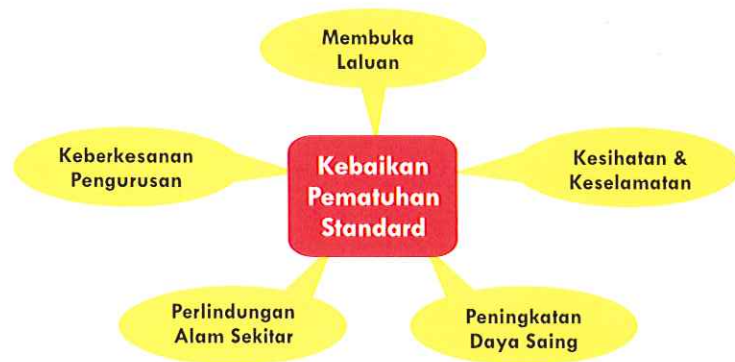 Membuka
Laluan
Keberkesanan
Pengurusan
Kebaikan
Pematuhan
Standard
Kesihatan &
Keselamatan
Perlindungan
Alam Sekitar
Peningkatan
Daya Saing